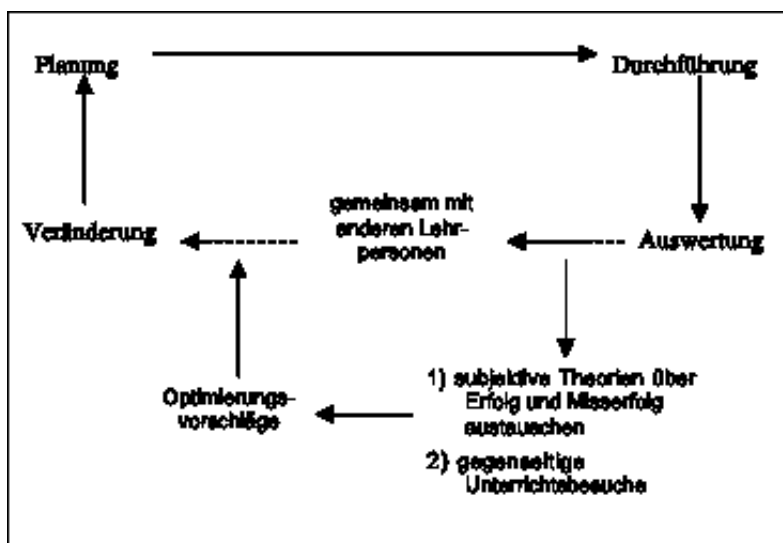 Planung
Durchführung
gemeinsam mit
anderen Lehr-
personen
Veränderung
Auswertung
1) subjektive Theorien über
Erfolg und Misserfolg
austauschen
Optimierungs-
vorschläge
2) gegenseitige
Unterrichtsbesuche